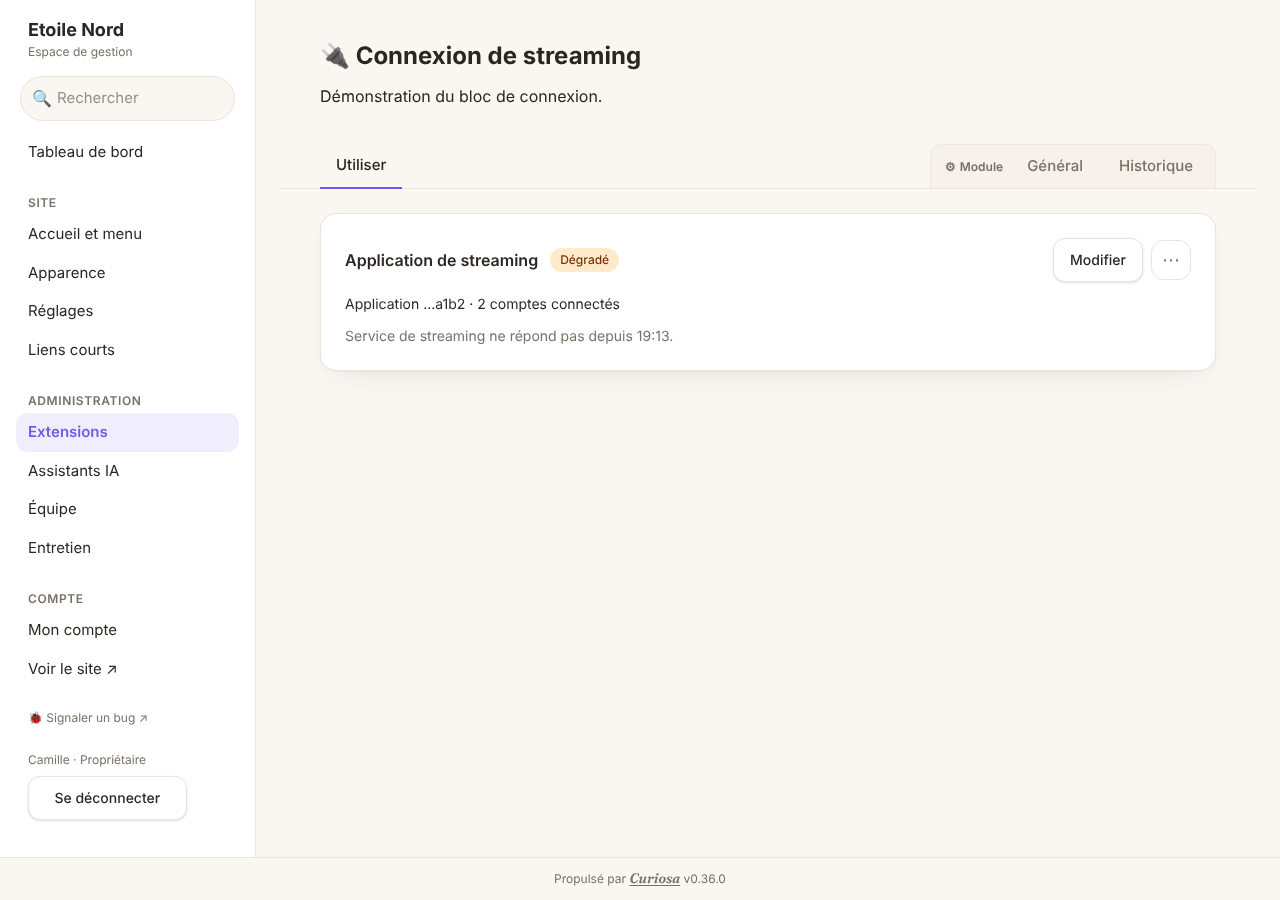 Etoile Nord
Espace de gestion
🔍 Rechercher
Tableau de bord
SITE
Accueil et menu
Apparence
Réglages
Liens courts
ADMINISTRATION
Extensions
Assistants IA
Équipe
Entretien
COMPTE
Mon compte
Voir le site ↗
🐞 Signaler un bug ↗
Camille · Propriétaire
Se déconnecter
🔌 Connexion de streaming
Démonstration du bloc de connexion.
Utiliser
⚙ Module Général Historique
Application de streaming Dégradé
Modifier ⋯
Application …a1b2 · 2 comptes connectés
Service de streaming ne répond pas depuis 19:13.
Propulsé par Curiosa v0.36.0